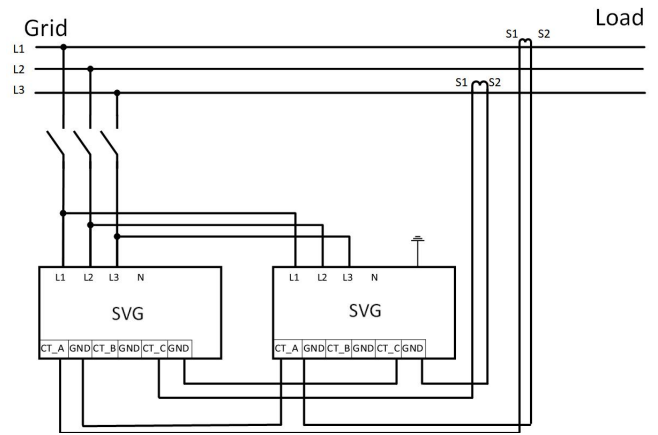 Grid
Load
S1 S2
L1
L2
S1 S2
L3
L1 L2 L3 N
L1 L2 L3 N
SVG
SVG
CT_A GND CT_B GND CT_C GND
CT_A GND CT_B GND CT_C GND